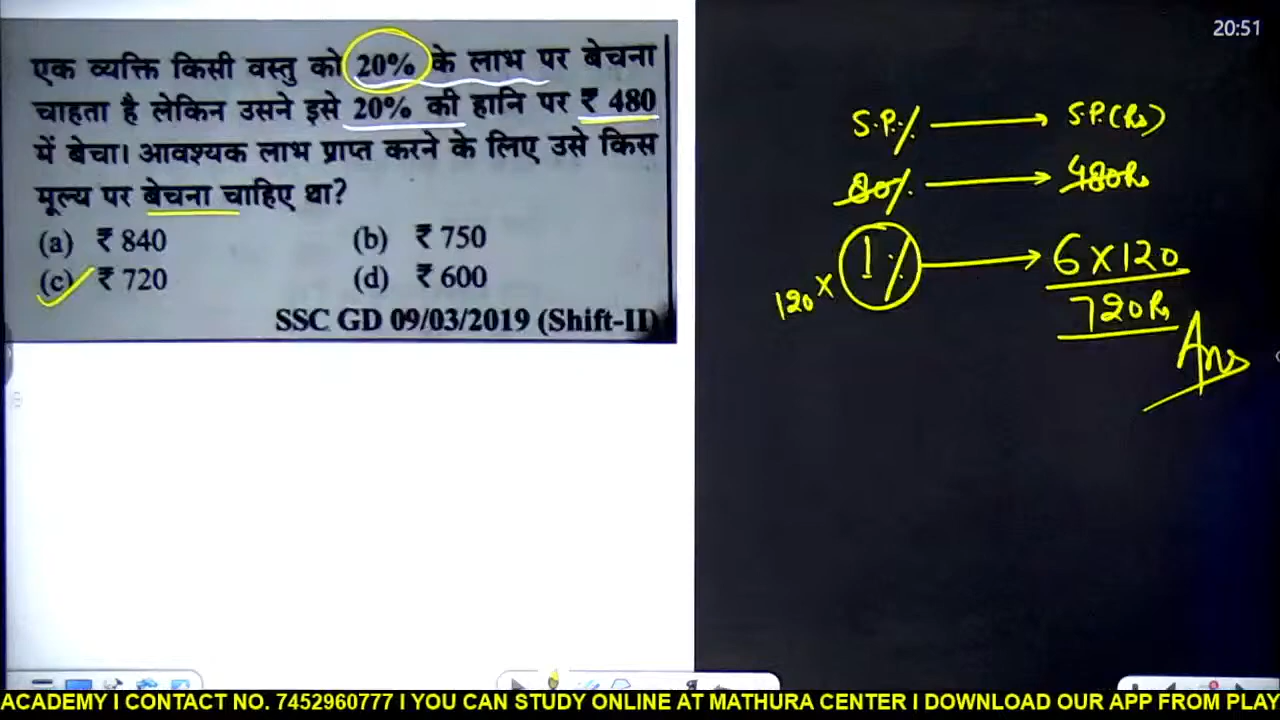 20:51
एक व्यक्ति किसी वस्तु को 20% के लाभ पर बेचना
चाहता है लेकिन उसने इसे 20% की हानि पर ₹ 480
में बेचा। आवश्यक लाभ प्राप्त करने के लिए उसे किस
मूल्य पर बेचना चाहिए था?
(a) ₹ 840 (b) ₹ 750
(c) ₹ 720 (d) ₹ 600
SSC GD 09/03/2019 (Shift-II)
S.P.% → S.P.(Rs)
80% → 480Rs
120 × 1% → 6×120
720Rs
Ans
ACADEMY I CONTACT NO. 7452960777 I YOU CAN STUDY ONLINE AT MATHURA CENTER I DOWNLOAD OUR APP FROM PLAY